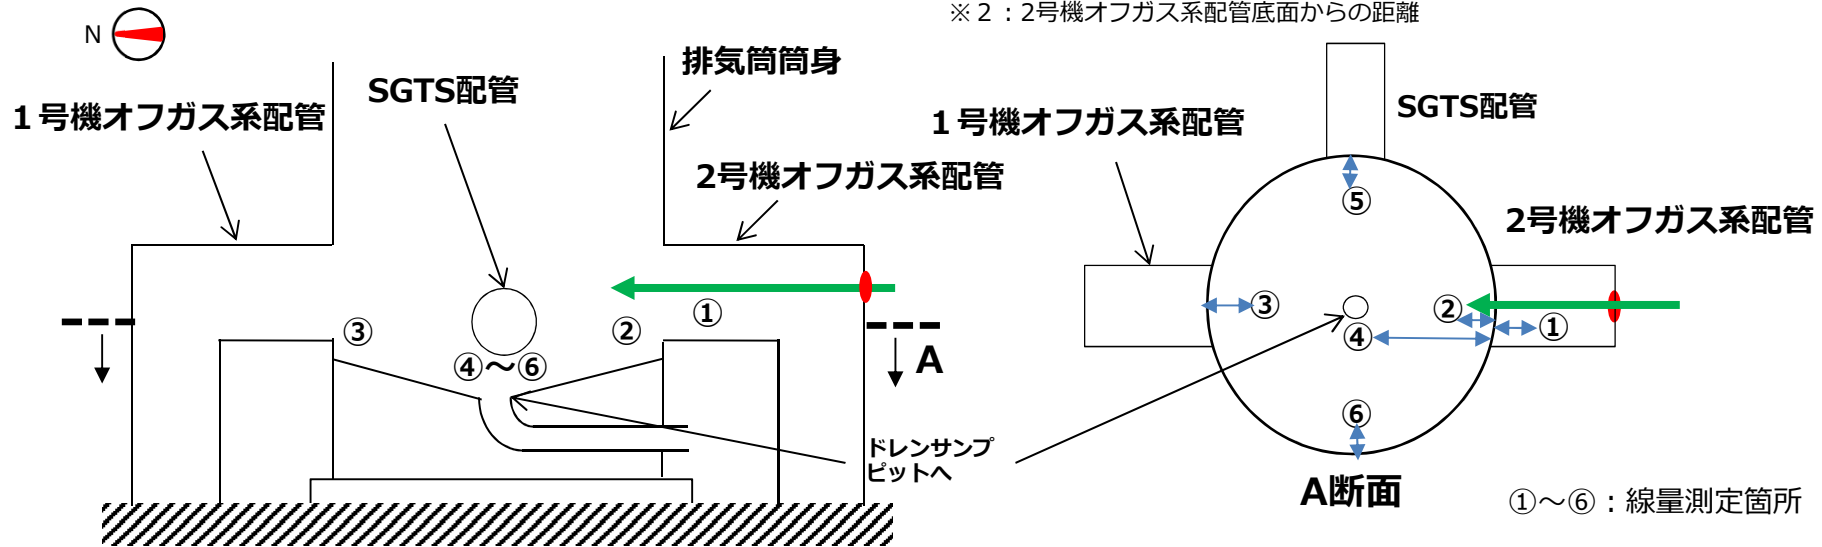 ※２：2号機オフガス系配管底面からの距離
N
１号機オフガス系配管
SGTS配管
排気筒筒身
2号機オフガス系配管
①
②
③
④～⑥
A
ドレンサンプ
ピットへ
SGTS配管
１号機オフガス系配管
2号機オフガス系配管
⑤
③
②
①
④
⑥
A断面
①～⑥：線量測定箇所